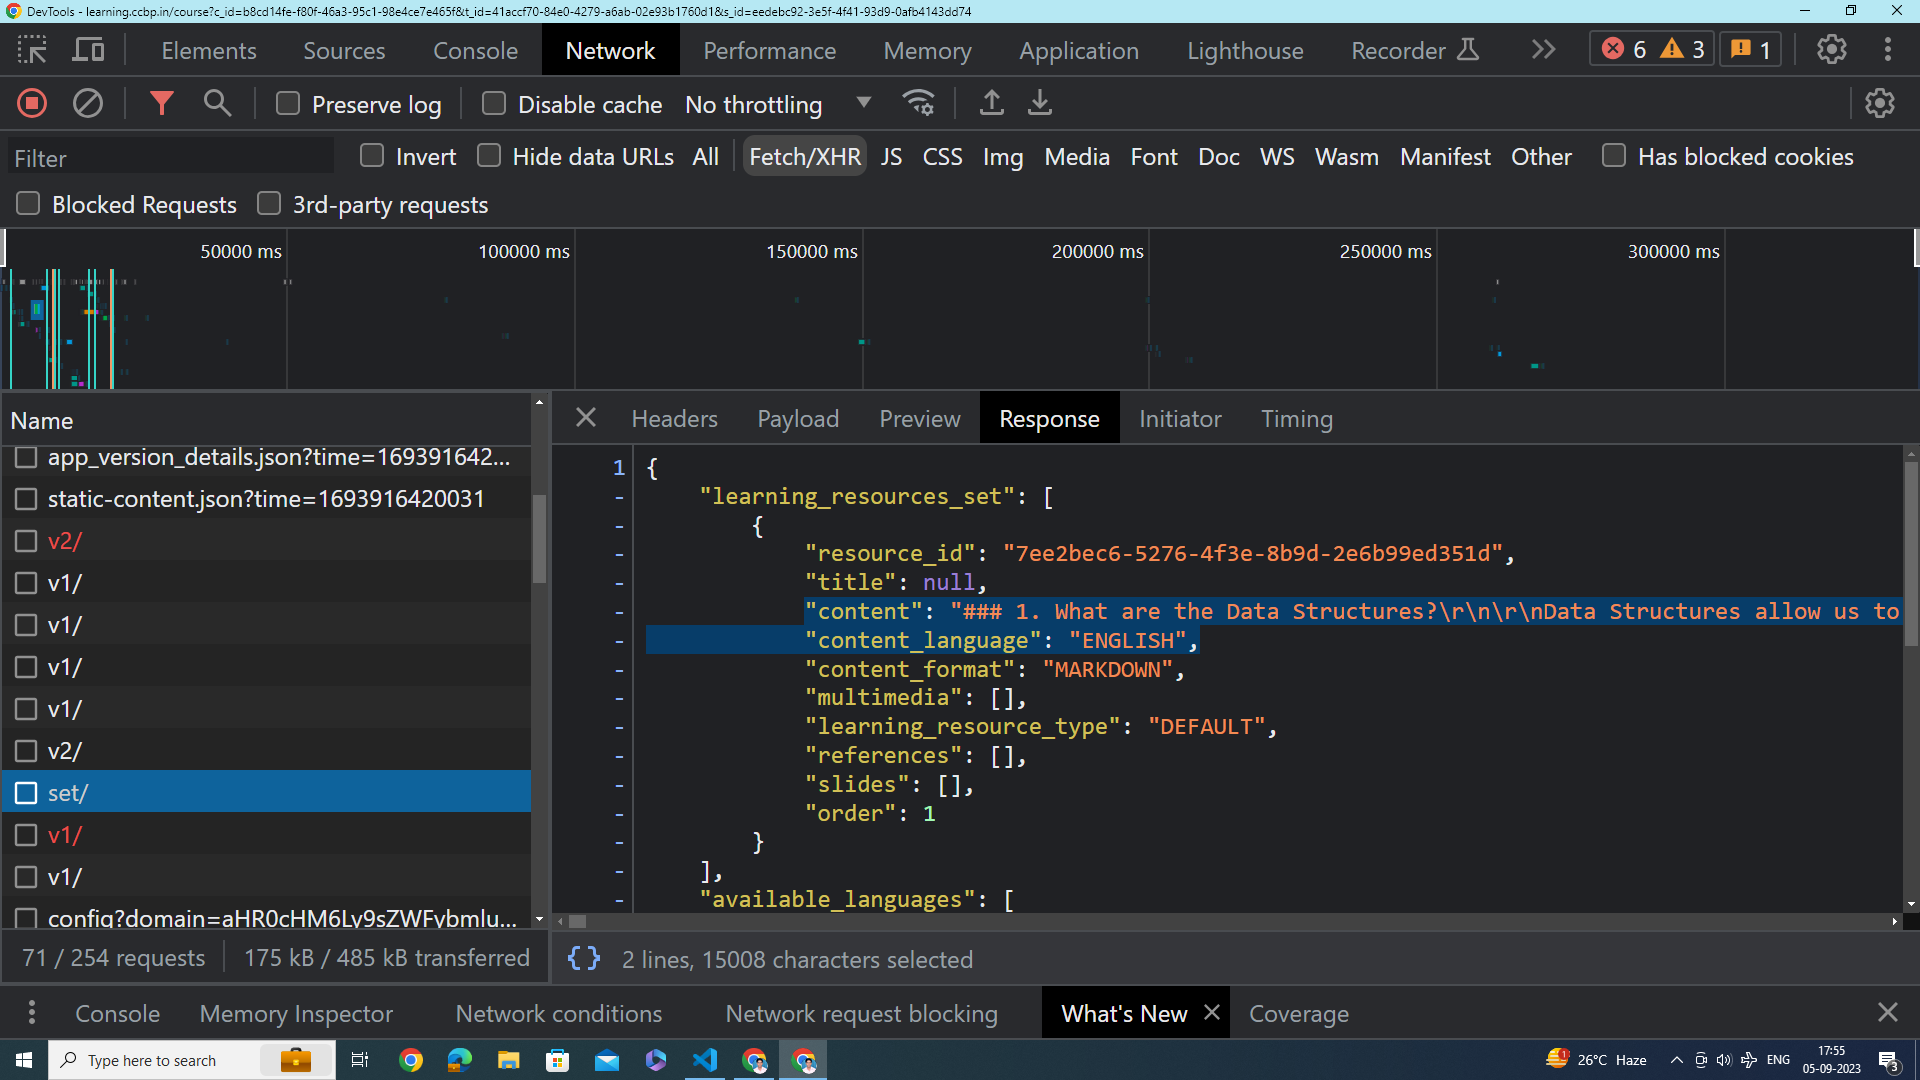 DevTools - learning.ccbp.in/course?c_id=b8cd14fe-f80f-46a3-95c1-98e4ce7e465f&t_id=41accf70-84e0-4279-a6ab-02e93b1760d1&s_id=eedebc92-3e5f-4f41-93d9-0afb4143dd74
Elements Sources Console Network Performance Memory Application Lighthouse Recorder 6 3 1
Preserve log Disable cache No throttling
Filter Invert Hide data URLs All Fetch/XHR JS CSS Img Media Font Doc WS Wasm Manifest Other Has blocked cookies
Blocked Requests 3rd-party requests
50000 ms 100000 ms 150000 ms 200000 ms 250000 ms 300000 ms
Name
app_version_details.json?time=169391642...
static-content.json?time=1693916420031
v2/
v1/
v1/
v1/
v1/
v2/
set/
v1/
v1/
config?domain=aHR0cHM6Ly9sZWFybmlu...
71 / 254 requests 175 kB / 485 kB transferred
Headers Payload Preview Response Initiator Timing
1 {
- "learning_resources_set": [
- {
- "resource_id": "7ee2bec6-5276-4f3e-8b9d-2e6b99ed351d",
- "title": null,
- "content": "### 1. What are the Data Structures?\r\n\r\nData Structures allow us to
- "content_language": "ENGLISH",
- "content_format": "MARKDOWN",
- "multimedia": [],
- "learning_resource_type": "DEFAULT",
- "references": [],
- "slides": [],
- "order": 1
- }
- ],
- "available_languages": [
{} 2 lines, 15008 characters selected
Console Memory Inspector Network conditions Network request blocking What's New Coverage
Type here to search
1 26°C Haze ENG 17:55
05-09-2023 3